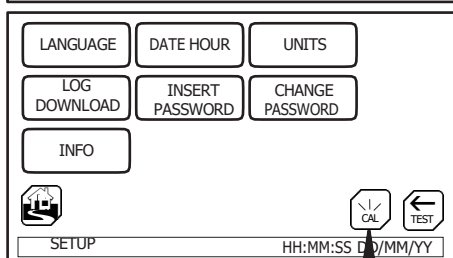 LANGUAGE DATE HOUR UNITS
LOG DOWNLOAD INSERT PASSWORD CHANGE PASSWORD
INFO
CAL TEST
SETUP HH:MM:SS DD/MM/YY